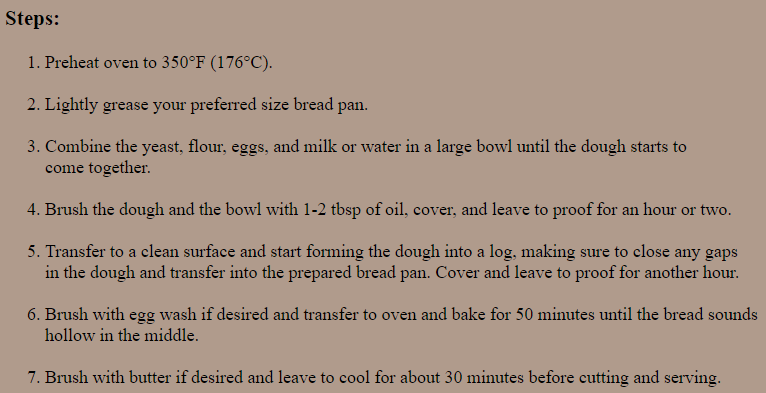 Steps:
1. Preheat oven to 350°F (176°C).
2. Lightly grease your preferred size bread pan.
3. Combine the yeast, flour, eggs, and milk or water in a large bowl until the dough starts to
come together.
4. Brush the dough and the bowl with 1-2 tbsp of oil, cover, and leave to proof for an hour or two.
5. Transfer to a clean surface and start forming the dough into a log, making sure to close any gaps
in the dough and transfer into the prepared bread pan. Cover and leave to proof for another hour.
6. Brush with egg wash if desired and transfer to oven and bake for 50 minutes until the bread sounds
hollow in the middle.
7. Brush with butter if desired and leave to cool for about 30 minutes before cutting and serving.